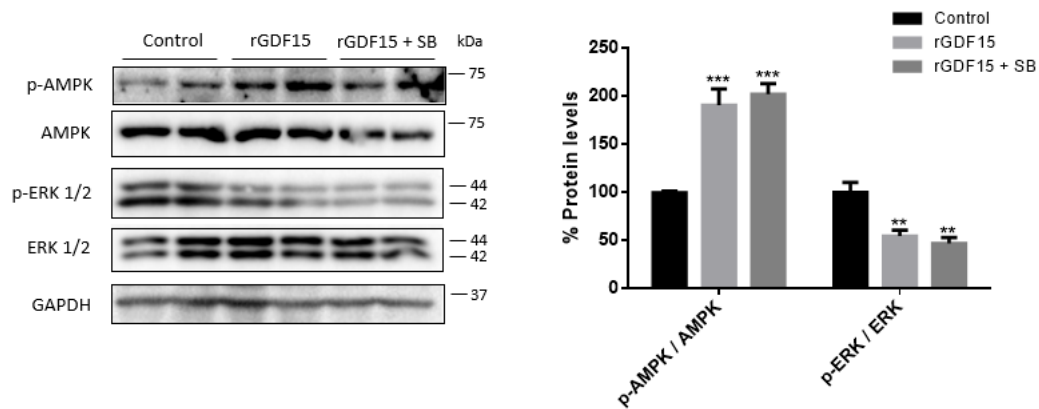 Control rGDF15 rGDF15 + SB kDa
p-AMPK 75
AMPK 75
p-ERK 1/2 44
42
ERK 1/2 44
42
GAPDH 37
Control
rGDF15
rGDF15 + SB
% Protein levels
250
200
150
100
50
0
*** ***
** **
p-AMPK / AMPK
p-ERK / ERK